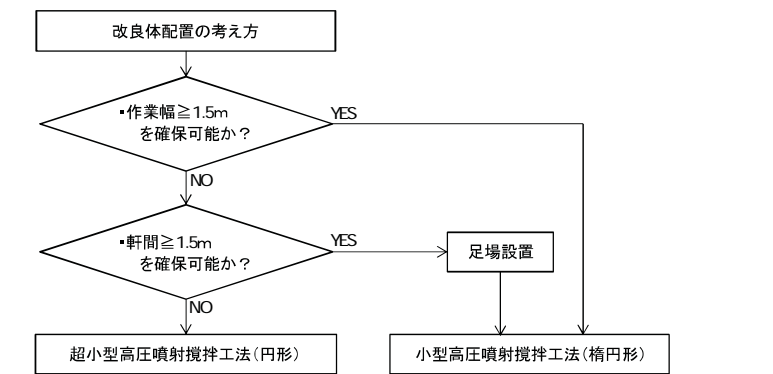 改良体配置の考え方
・作業幅≧1.5m
を確保可能か？
YES
NO
・軒間≧1.5m
を確保可能か？
YES
足場設置
NO
超小型高圧噴射撹拌工法（円形）
小型高圧噴射撹拌工法（楕円形）